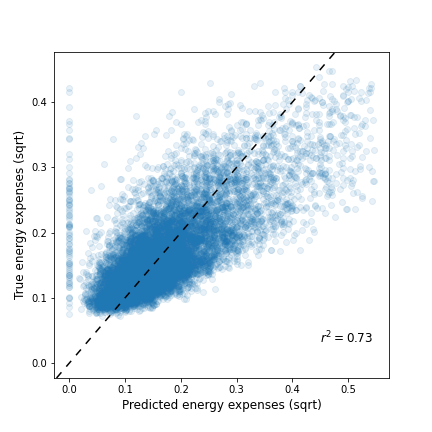 True energy expenses (sqrt)
0.4
0.3
0.2
0.1
0.0
r² = 0.73
0.0 0.1 0.2 0.3 0.4 0.5
Predicted energy expenses (sqrt)